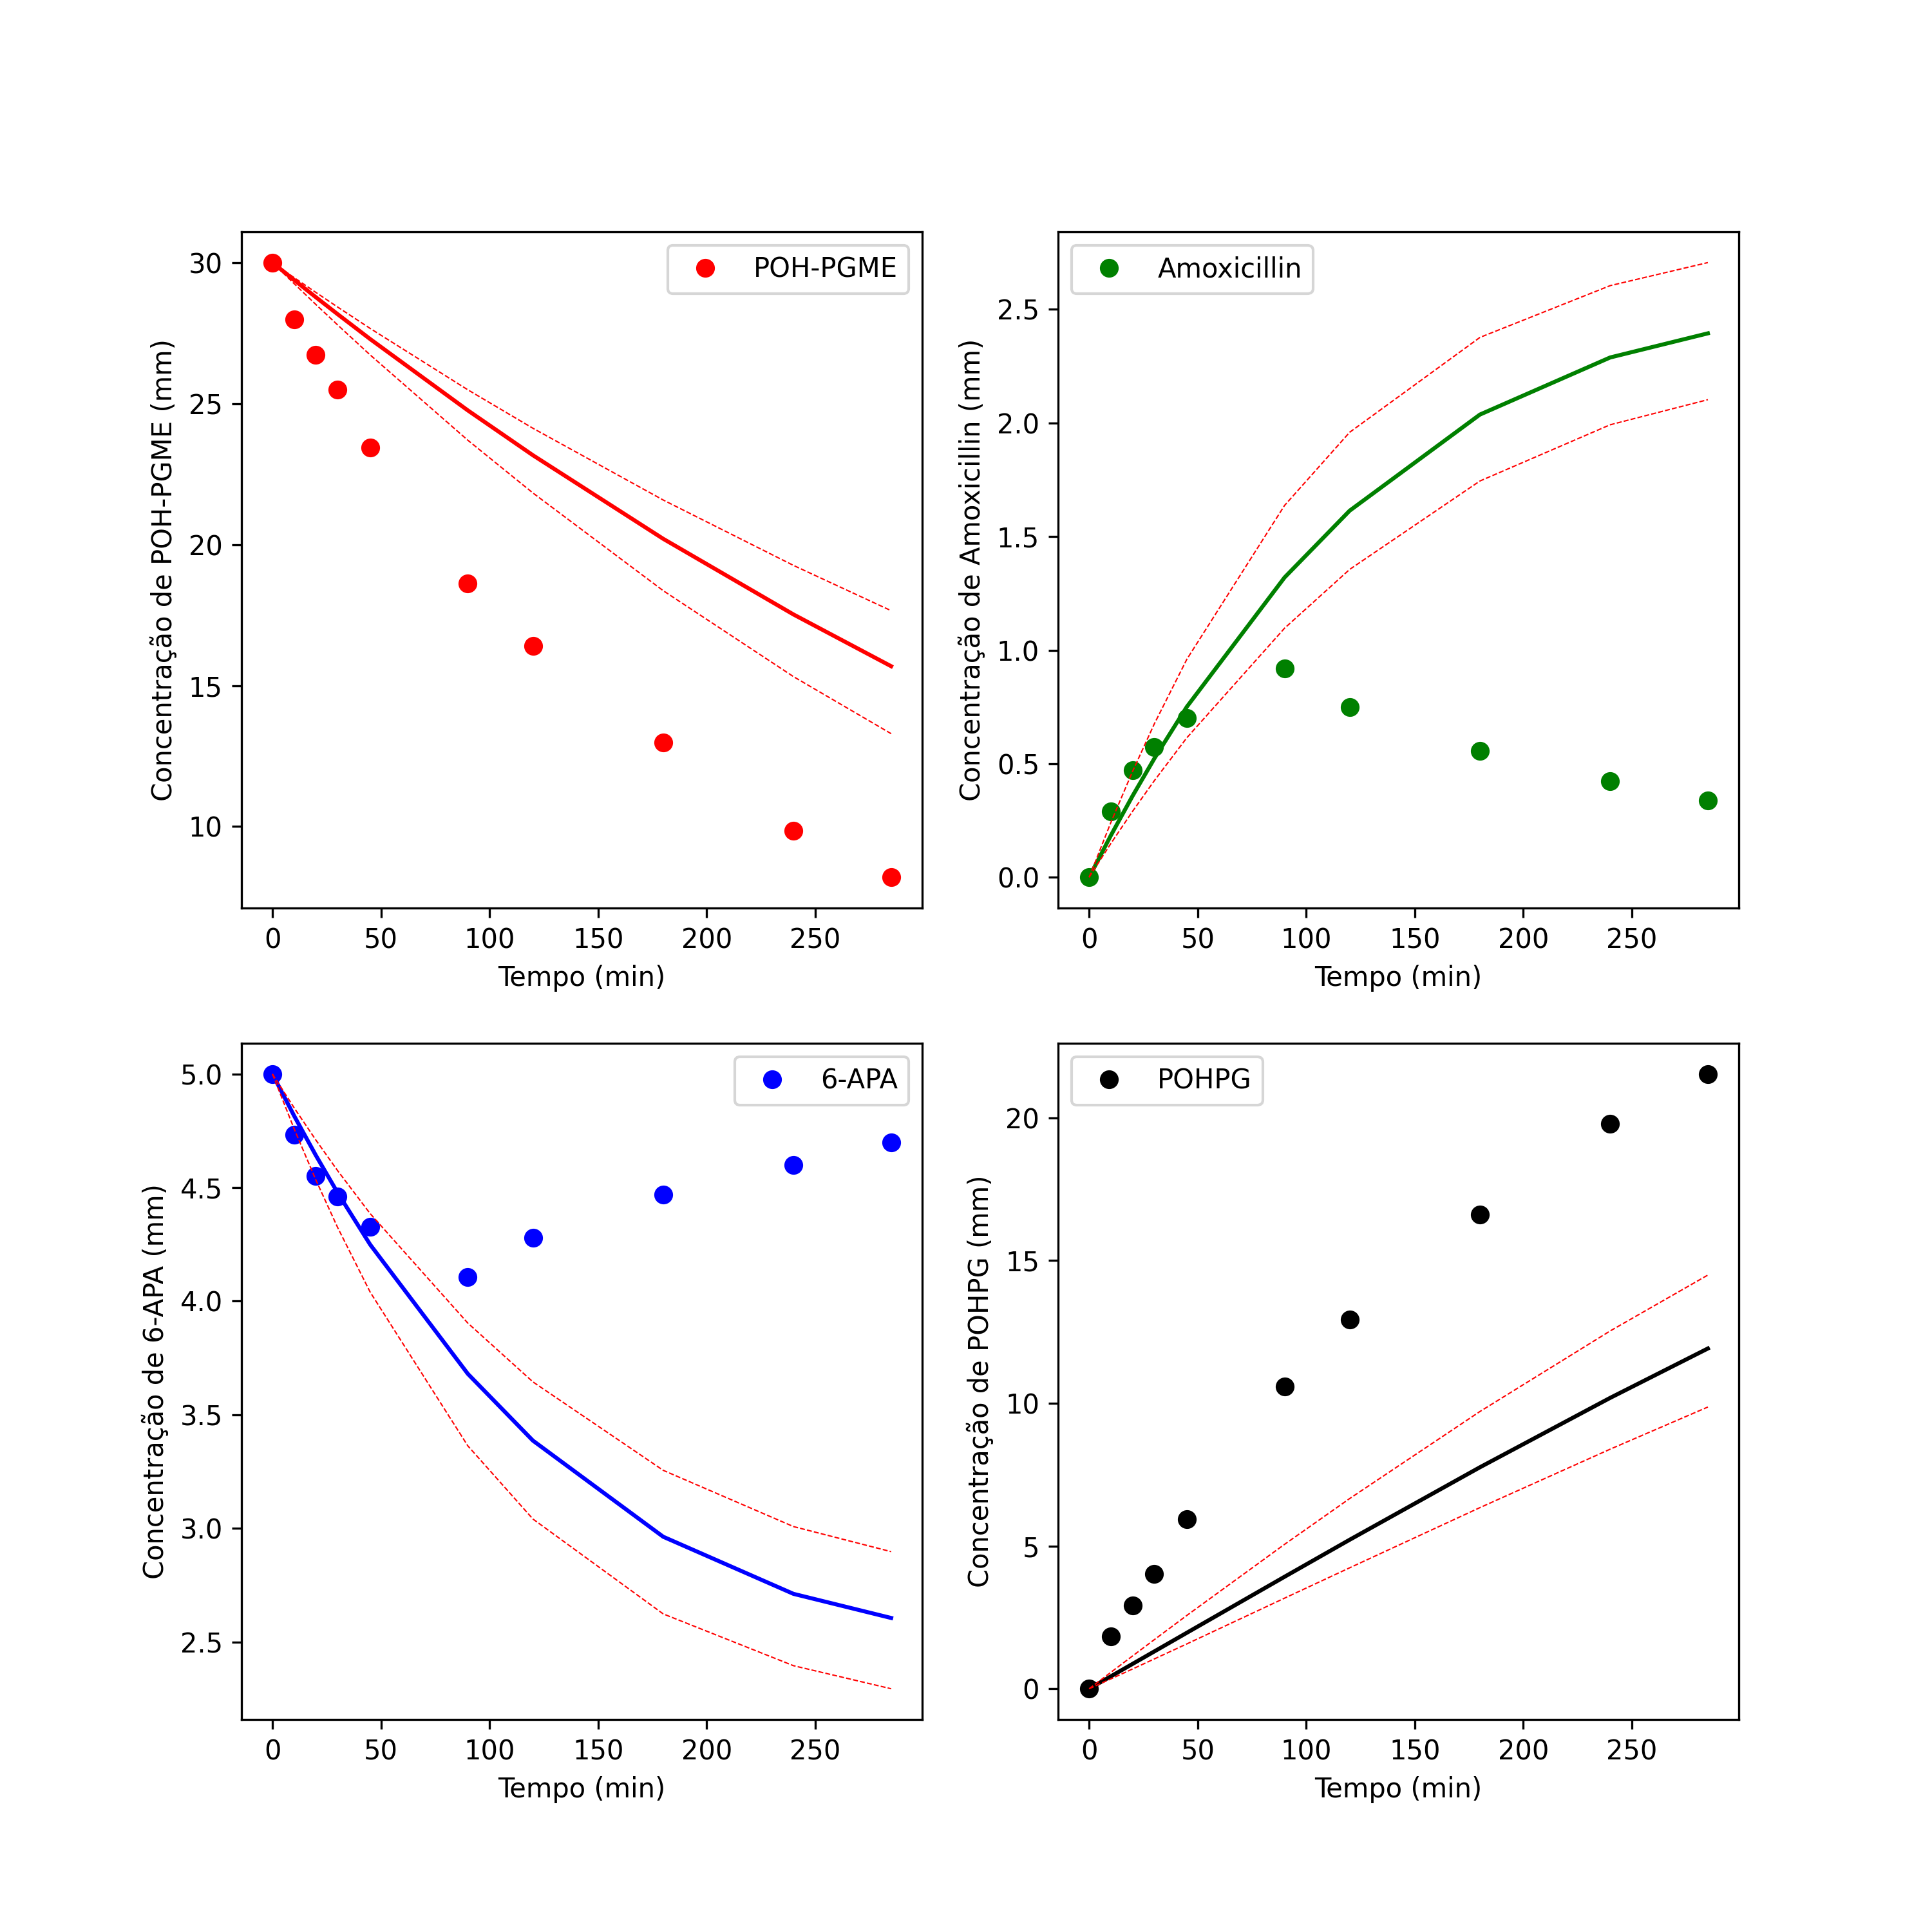 POH-PGME
30
25
20
15
10
Concentração de POH-PGME (mm)
0 50 100 150 200 250
Tempo (min)
Amoxicillin
2.5
2.0
1.5
1.0
0.5
0.0
Concentração de Amoxicillin (mm)
0 50 100 150 200 250
Tempo (min)
6-APA
5.0
4.5
4.0
3.5
3.0
2.5
Concentração de 6-APA (mm)
0 50 100 150 200 250
Tempo (min)
POHPG
20
15
10
5
0
Concentração de POHPG (mm)
0 50 100 150 200 250
Tempo (min)